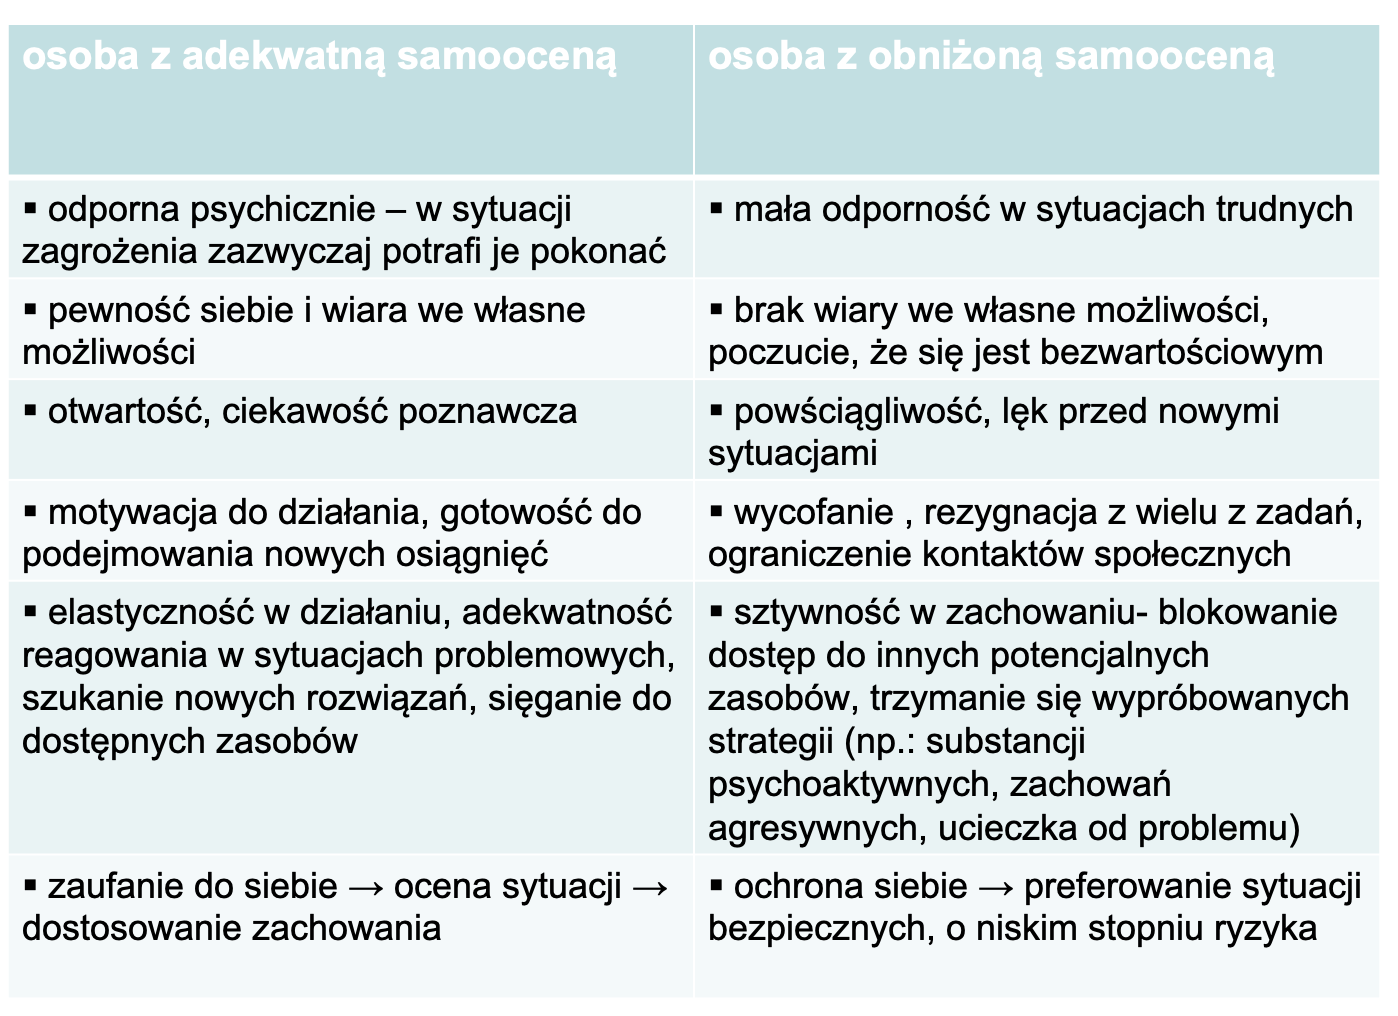 osoba z adekwatną samooceną
osoba z obniżoną samooceną
▪ odporna psychicznie – w sytuacji
zagrożenia zazwyczaj potrafi je pokonać
▪ mała odporność w sytuacjach trudnych
▪ pewność siebie i wiara we własne
możliwości
▪ brak wiary we własne możliwości,
poczucie, że się jest bezwartościowym
▪ otwartość, ciekawość poznawcza
▪ powściągliwość, lęk przed nowymi
sytuacjami
▪ motywacja do działania, gotowość do
podejmowania nowych osiągnięć
▪ wycofanie , rezygnacja z wielu z zadań,
ograniczenie kontaktów społecznych
▪ elastyczność w działaniu, adekwatność
reagowania w sytuacjach problemowych,
szukanie nowych rozwiązań, sięganie do
dostępnych zasobów
▪ sztywność w zachowaniu- blokowanie
dostęp do innych potencjalnych
zasobów, trzymanie się wypróbowanych
strategii (np.: substancji
psychoaktywnych, zachowań
agresywnych, ucieczka od problemu)
▪ zaufanie do siebie → ocena sytuacji →
dostosowanie zachowania
▪ ochrona siebie → preferowanie sytuacji
bezpiecznych, o niskim stopniu ryzyka